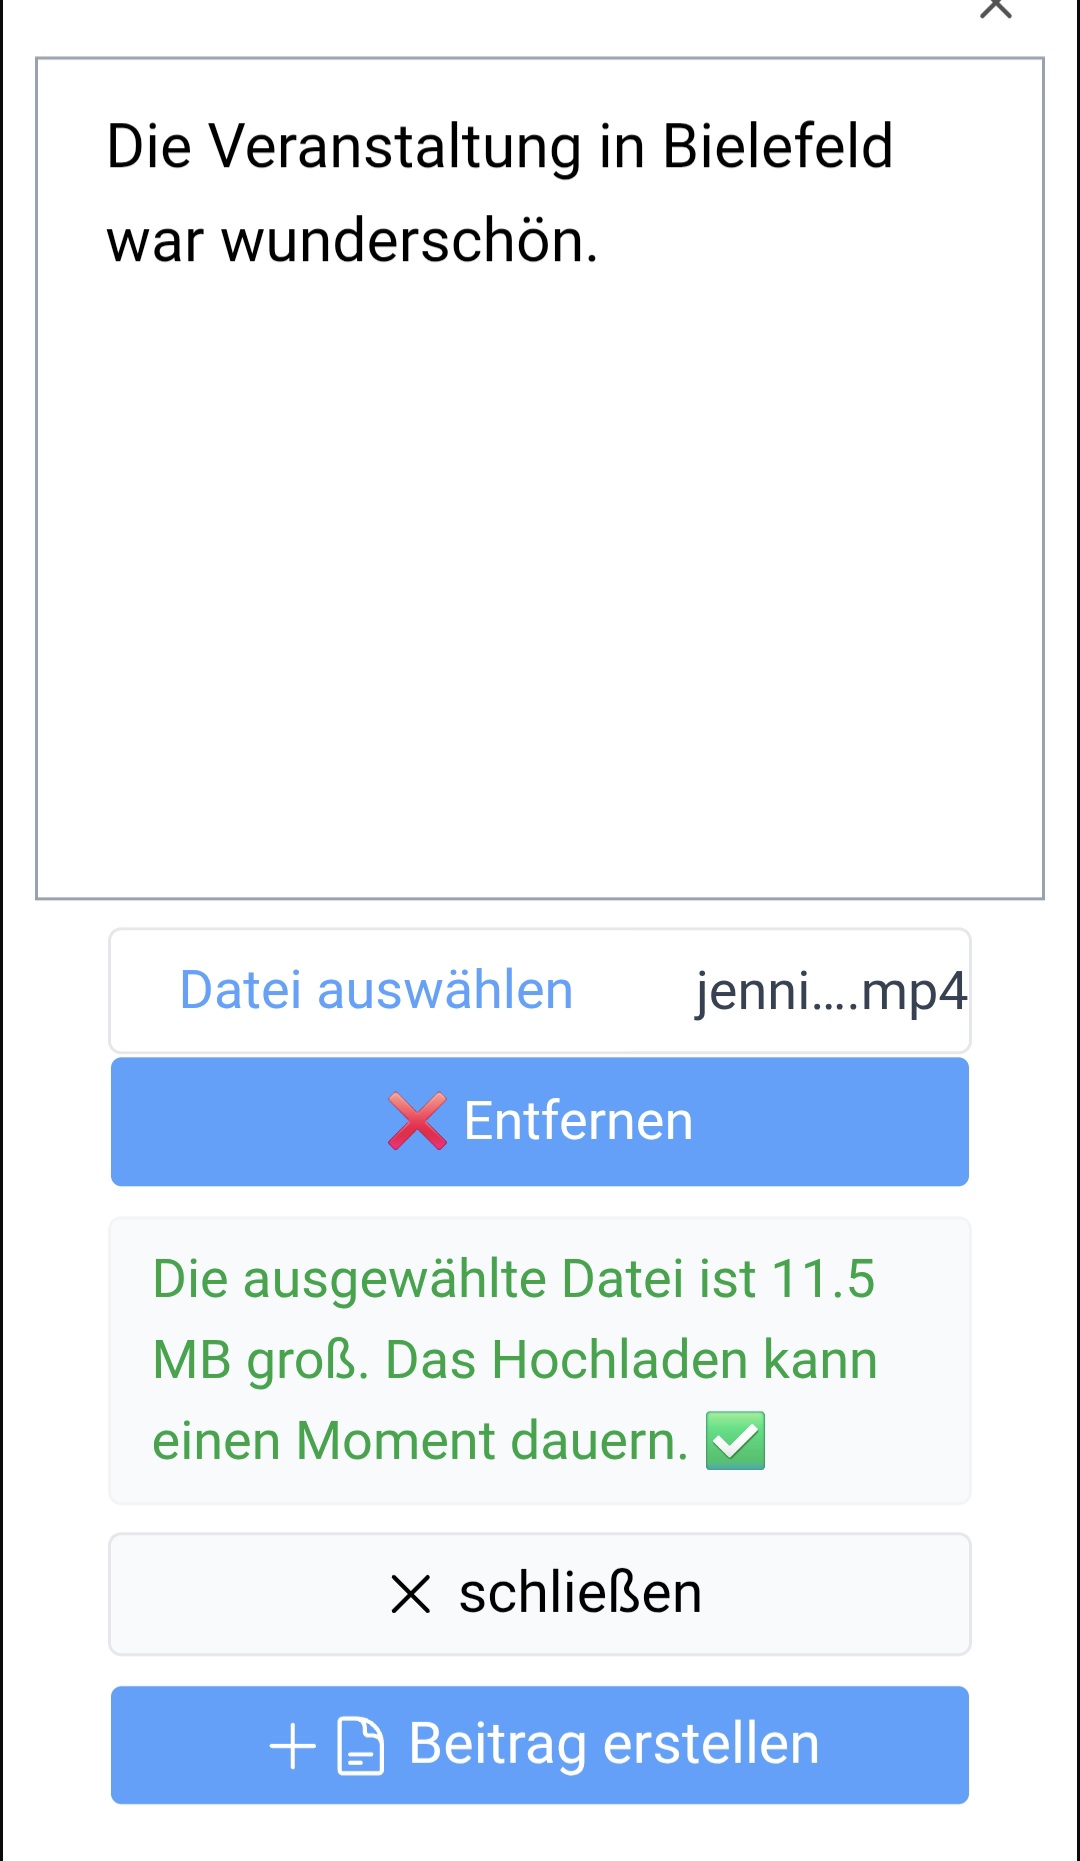 Die Veranstaltung in Bielefeld
war wunderschön.
Datei auswählen jenni....mp4
❌ Entfernen
Die ausgewählte Datei ist 11.5
MB groß. Das Hochladen kann
einen Moment dauern. ✅
schließen
Beitrag erstellen